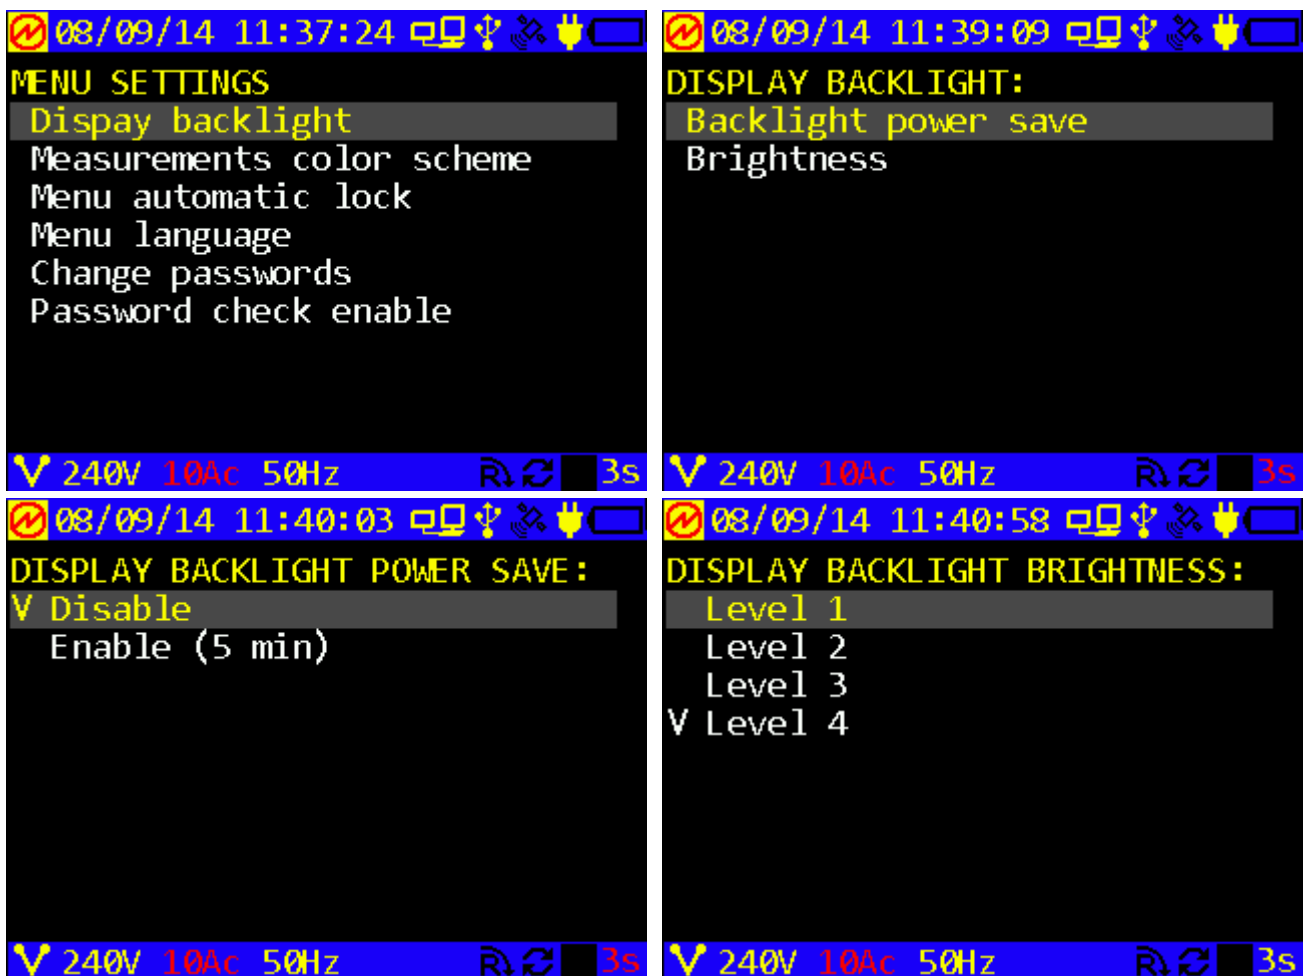 08/09/14 11:37:24
MENU SETTINGS
Dispay backlight
Measurements color scheme
Menu automatic lock
Menu language
Change passwords
Password check enable
240V 10Ac 50Hz R 3s
08/09/14 11:39:09
DISPLAY BACKLIGHT:
Backlight power save
Brightness
240V 10Ac 50Hz R 3s
08/09/14 11:40:03
DISPLAY BACKLIGHT POWER SAVE:
V Disable
Enable (5 min)
240V 10Ac 50Hz R 3s
08/09/14 11:40:58
DISPLAY BACKLIGHT BRIGHTNESS:
Level 1
Level 2
Level 3
V Level 4
240V 10Ac 50Hz R 3s